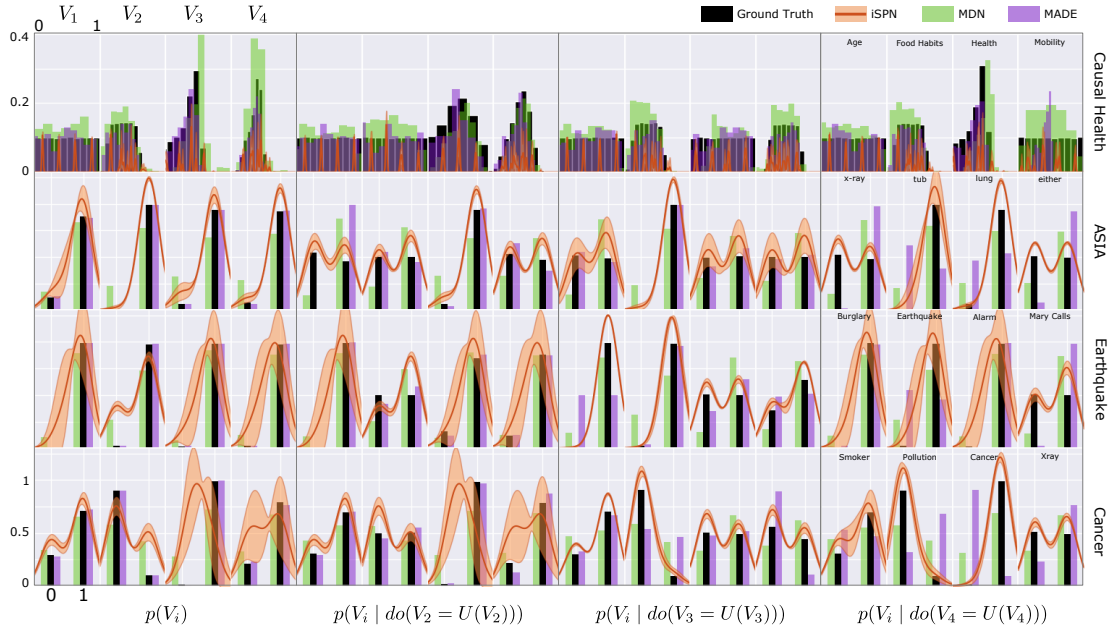 V1 V2 V3 V4
Ground Truth iSPN MDN MADE
0 1
0.4
0.2
0
Age Food Habits Health Mobility
Causal Health
x-ray tub lung either
ASIA
Burglary Earthquake Alarm Mary Calls
Earthquake
Smoker Pollution Cancer Xray
1
0.5
0
Cancer
0 1
p(Vi) p(Vi | do(V2 = U(V2))) p(Vi | do(V3 = U(V3))) p(Vi | do(V4 = U(V4)))